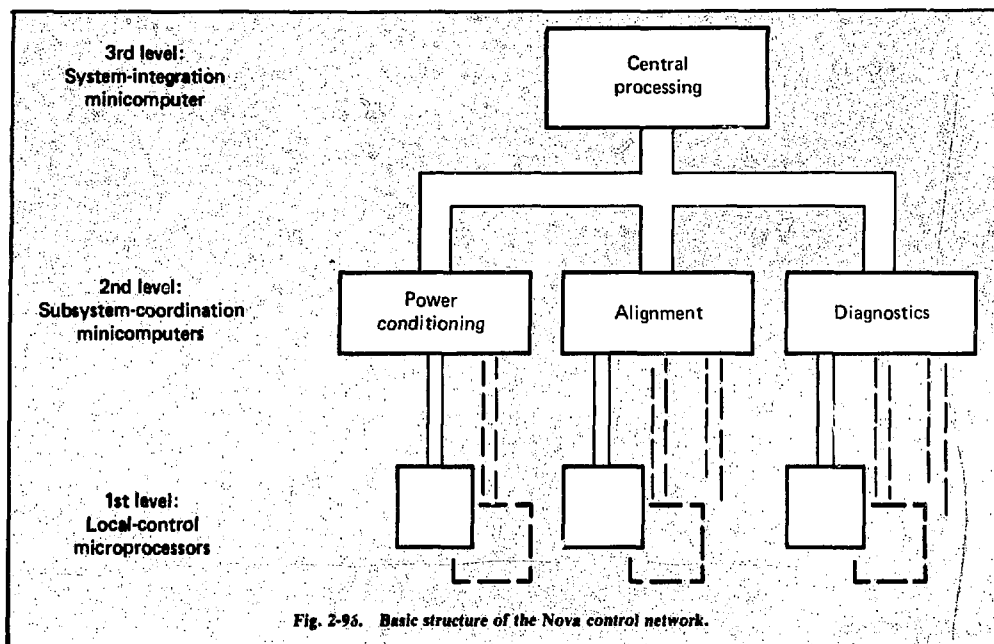 3rd level:
System-integration
minicomputer
Central
processing
2nd level:
Subsystem-coordination
minicomputers
Power
conditioning
Alignment
Diagnostics
1st level:
Local-control
microprocessors
Fig. 2-96. Basic structure of the Nova control network.